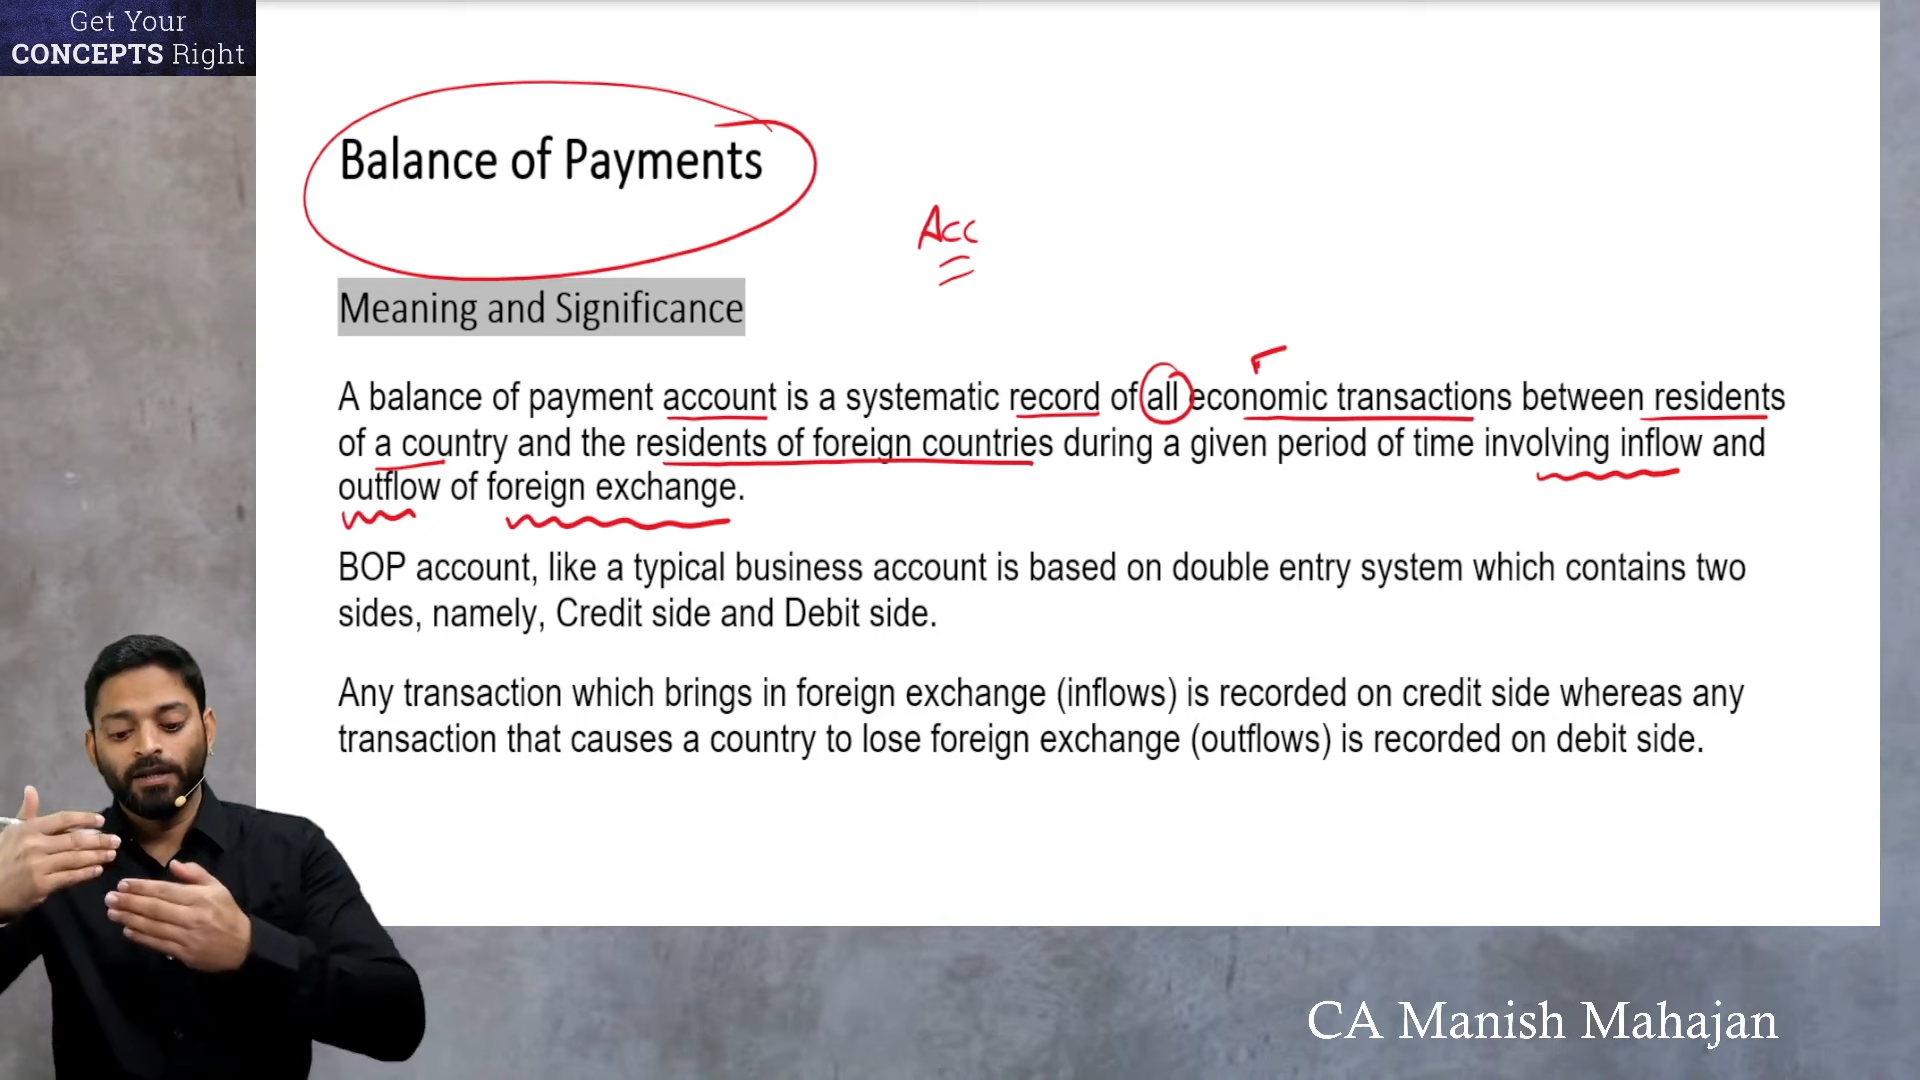 Get Your
CONCEPTS Right
Balance of Payments
Acc
Meaning and Significance
A balance of payment account is a systematic record of all economic transactions between residents
of a country and the residents of foreign countries during a given period of time involving inflow and
outflow of foreign exchange.
BOP account, like a typical business account is based on double entry system which contains two
sides, namely, Credit side and Debit side.
Any transaction which brings in foreign exchange (inflows) is recorded on credit side whereas any
transaction that causes a country to lose foreign exchange (outflows) is recorded on debit side.
CA Manish Mahajan